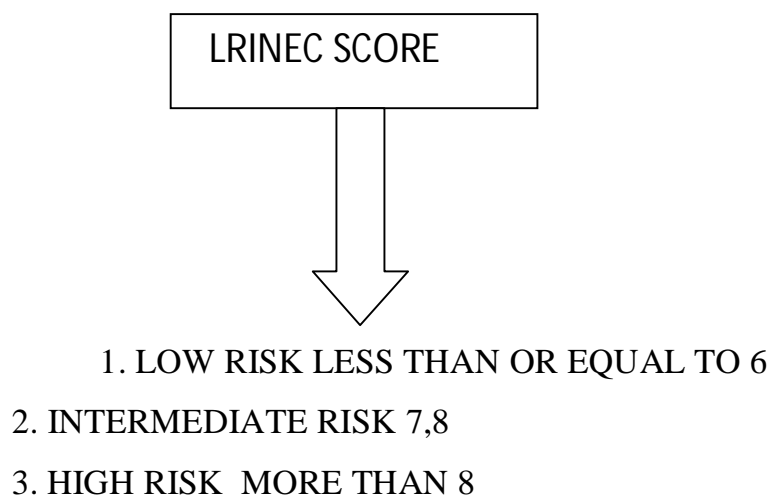 LRINEC SCORE
1. LOW RISK LESS THAN OR EQUAL TO 6
2. INTERMEDIATE RISK 7,8
3. HIGH RISK  MORE THAN 8